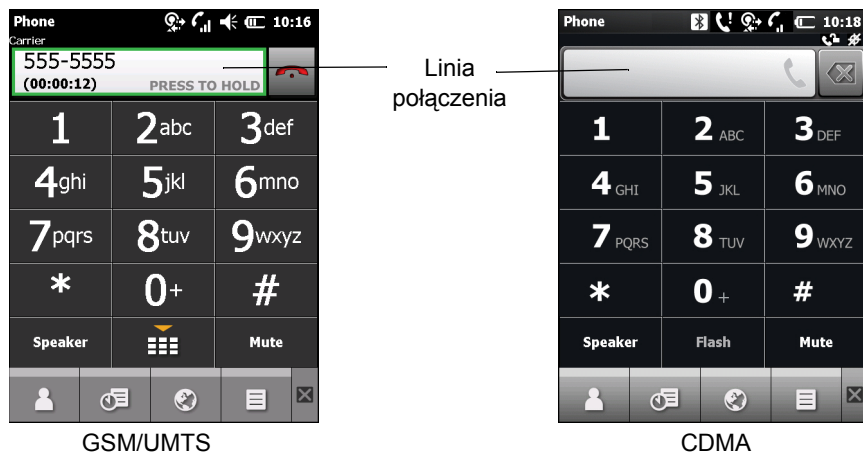 Phone 10:16
Carrier
555-5555
(00:00:12) PRESS TO HOLD
1 2abc 3def
4ghi 5jkl 6mno
7pqrs 8tuv 9wxyz
* 0+ #
Speaker Mute
GSM/UMTS
Linia
połączenia
Phone 10:18
1 2 ABC 3 DEF
4 GHI 5 JKL 6 MNO
7 PQRS 8 TUV 9 WXYZ
* 0 + #
Speaker Flash Mute
CDMA